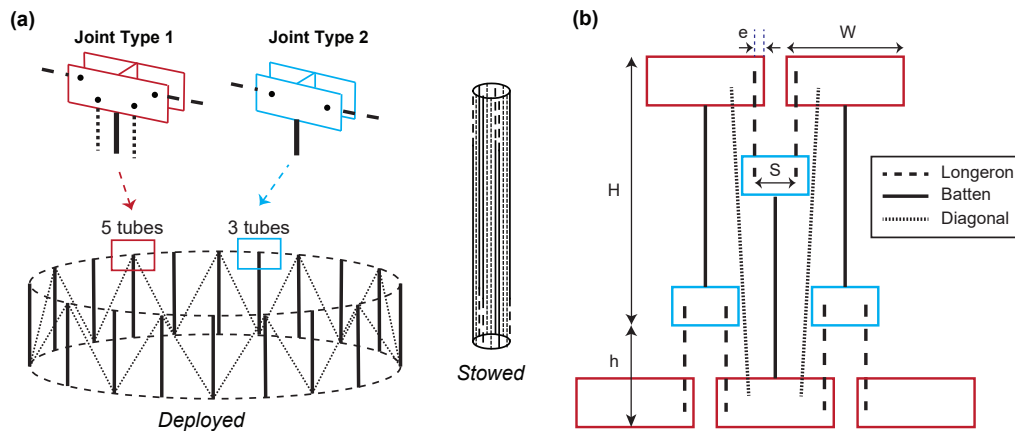 (a)
Joint Type 1
Joint Type 2
5 tubes
3 tubes
Deployed
Stowed
(b)
e
W
H
S
h
Longeron
Batten
Diagonal